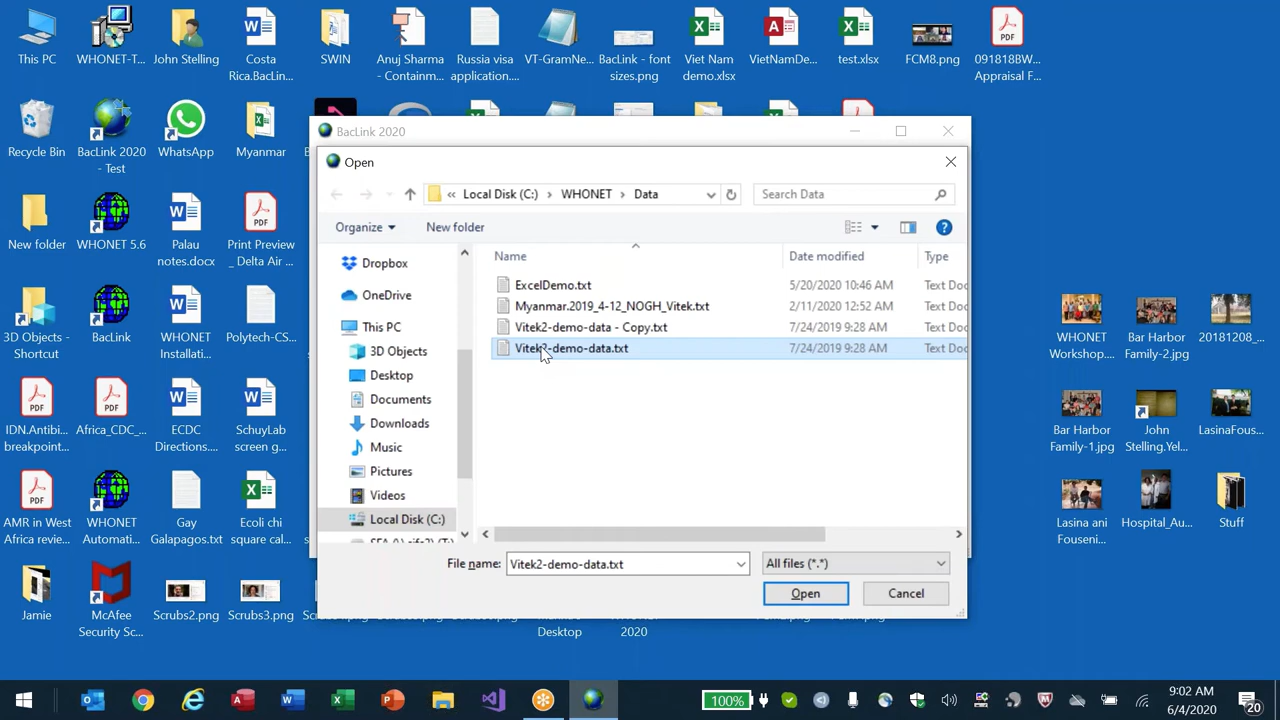 This PC
WHONET-T...
John Stelling
Costa
Rica.BacLin...
SWIN
Anuj Sharma
- Containm...
Russia visa
application....
VT-GramNe...
BacLink - font
sizes.png
Viet Nam
demo.xlsx
VietNamDe...
test.xlsx
FCM8.png
091818BW...
Appraisal F...
Recycle Bin
BacLink 2020
- Test
WhatsApp
Myanmar
New folder
WHONET 5.6
Palau
notes.docx
Print Preview
_ Delta Air ...
3D Objects -
Shortcut
BacLink
WHONET
Installati...
Polytech-CS...
IDN.Antibi...
breakpoint...
Africa_CDC_...
ECDC
Directions....
SchuyLab
screen g...
AMR in West
Africa revie...
WHONET
Automati...
Gay
Galapagos.txt
Ecoli chi
square cal...
Jamie
McAfee
Security Sc...
Scrubs2.png
Scrubs3.png
Desktop
WHONET
2020
BacLink 2020
Open
« Local Disk (C:) › WHONET › Data
Search Data
Organize
New folder
Dropbox
OneDrive
This PC
3D Objects
Desktop
Documents
Downloads
Music
Pictures
Videos
Local Disk (C:)
Name Date modified Type
ExcelDemo.txt 5/20/2020 10:46 AM Text Doc
Myanmar.2019_4-12_NOGH_Vitek.txt 2/11/2020 12:52 AM Text Doc
Vitek2-demo-data - Copy.txt 7/24/2019 9:28 AM Text Doc
Vitek2-demo-data.txt 7/24/2019 9:28 AM Text Doc
File name: Vitek2-demo-data.txt
All files (*.*)
Open
Cancel
WHONET
Workshop....
Bar Harbor
Family-2.jpg
20181208_...
Bar Harbor
Family-1.jpg
John
Stelling.Yel...
LasinaFous...
Lasina ani
Fousen...
Hospital_Au...
Stuff
100%
9:02 AM
6/4/2020
20